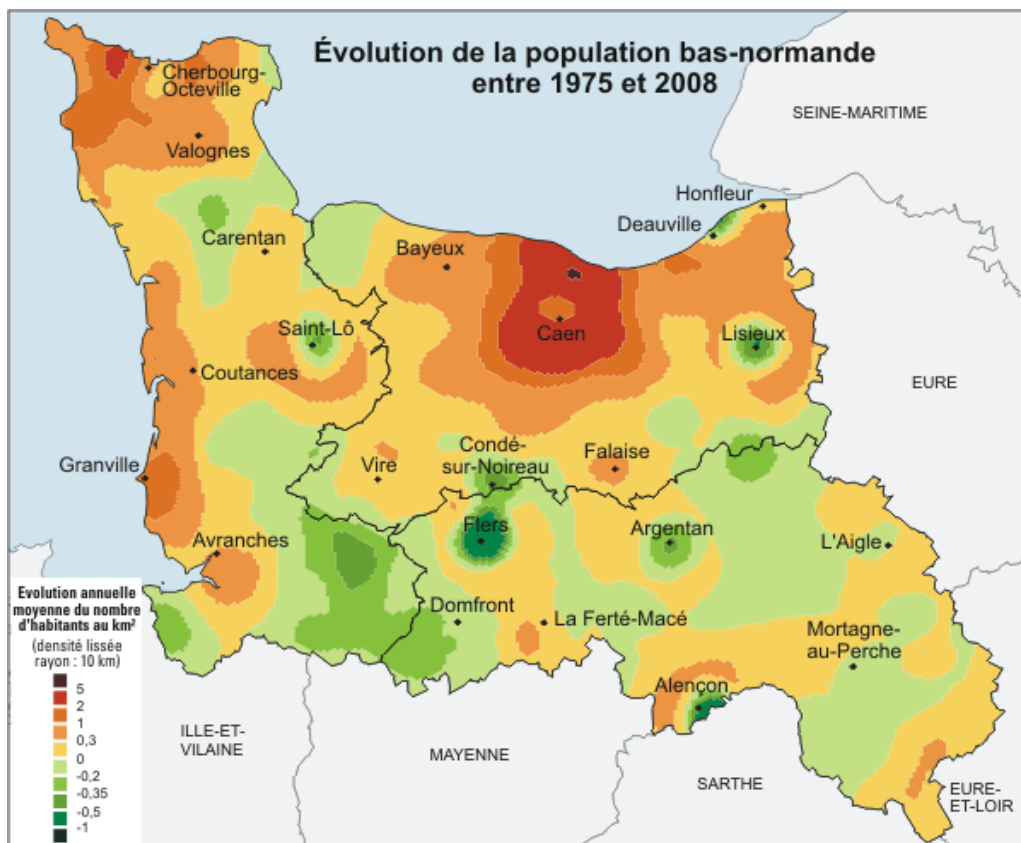 Évolution de la population bas-normande
entre 1975 et 2008
Cherbourg-
Octeville
SEINE-MARITIME
Valognes
Honfleur
Deauville
Carentan
Bayeux
Saint-Lô
Caen
Lisieux
Coutances
EURE
Granville
Vire
Condé-
sur-Noireau
Falaise
Flers
Argentan
L'Aigle
Avranches
Domfront
La Ferté-Macé
Mortagne-
au-Perche
Alençon
ILLE-ET-
VILAINE
MAYENNE
SARTHE
EURE-
ET-LOIR
Evolution annuelle
moyenne du nombre
d'habitants au km²
(densité lissée
rayon : 10 km)
5
2
1
0,3
0
-0,2
-0,35
-0,5
-1